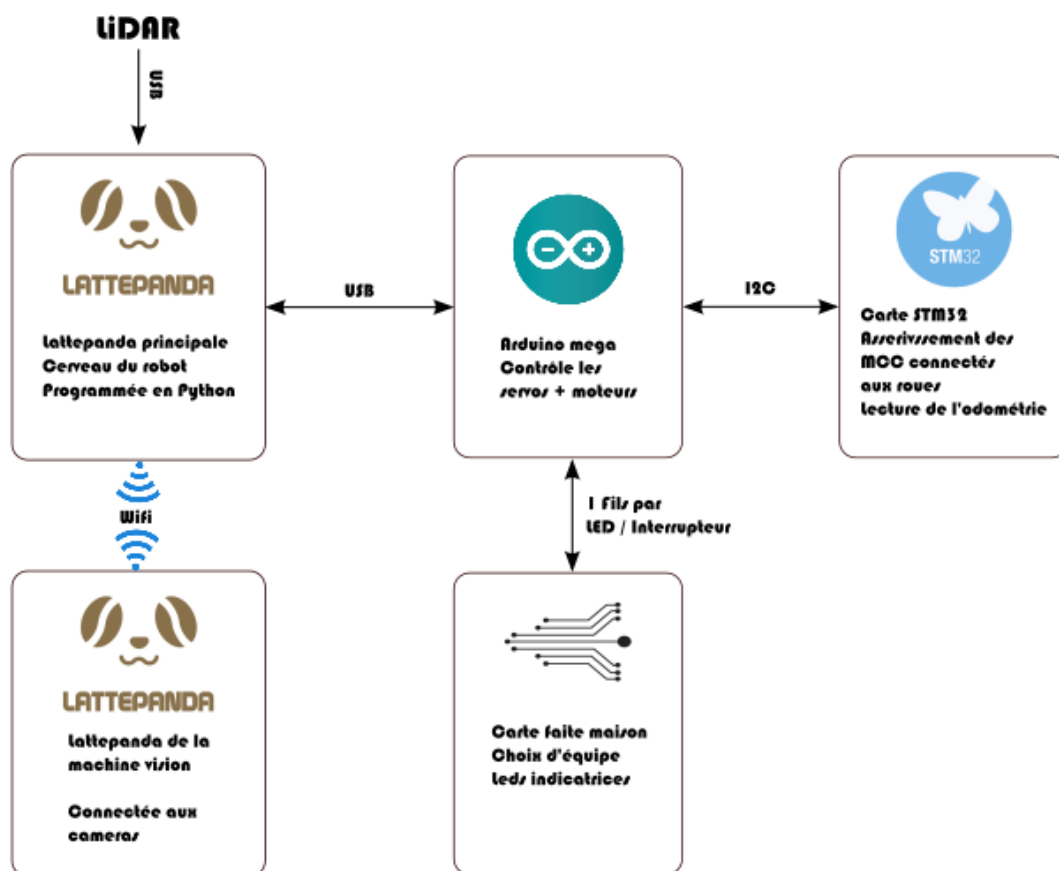 LiDAR
USB
LATTEPANDA
Lattepanda principale
Cerveau du robot
Programmée en Python
USB
Arduino mega
Contrôle les
servos + moteurs
I2C
STM32
Carte STM32
Asserivssement des
MCC connectés
aux roues
Lecture de l'odométrie
Wifi
1 Fils par
LED / Interrupteur
LATTEPANDA
Lattepanda de la
machine vision
Connectée aux
cameras
Carte faite maison
Choix d'équipe
Leds indicatrices